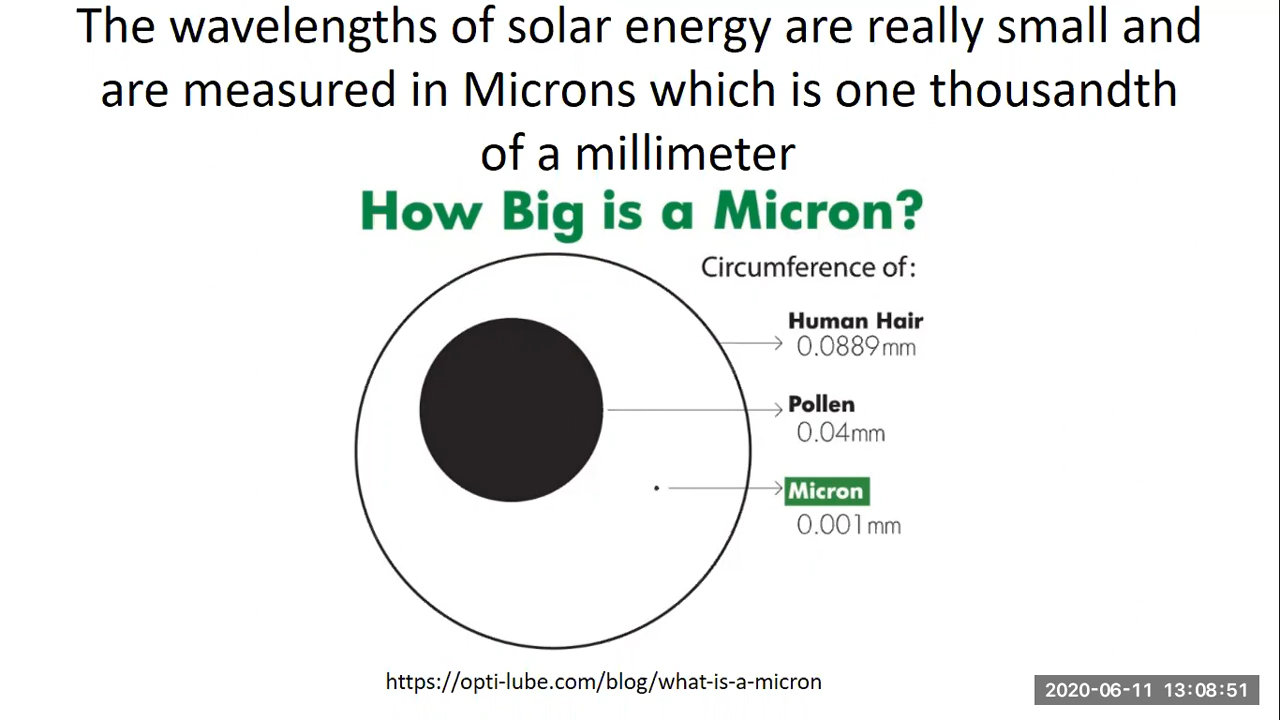 The wavelengths of solar energy are really small and
are measured in Microns which is one thousandth
of a millimeter
How Big is a Micron?
Circumference of:
Human Hair
0.0889mm
Pollen
0.04mm
Micron
0.001mm
https://opti-lube.com/blog/what-is-a-micron
2020-06-11 13:08:51